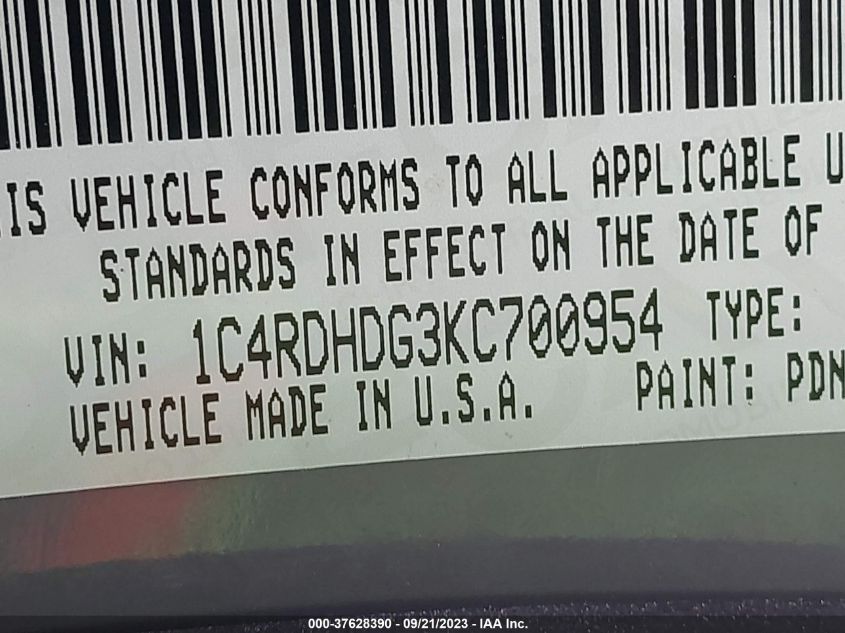 IS VEHICLE CONFORMS TO ALL APPLICABLE U
STANDARDS IN EFFECT ON THE DATE OF
VIN: 1C4RDHDG3KC700954 TYPE:
VEHICLE MADE IN U.S.A. PAINT: PDN
000-37628390 - 09/21/2023 - IAA Inc.